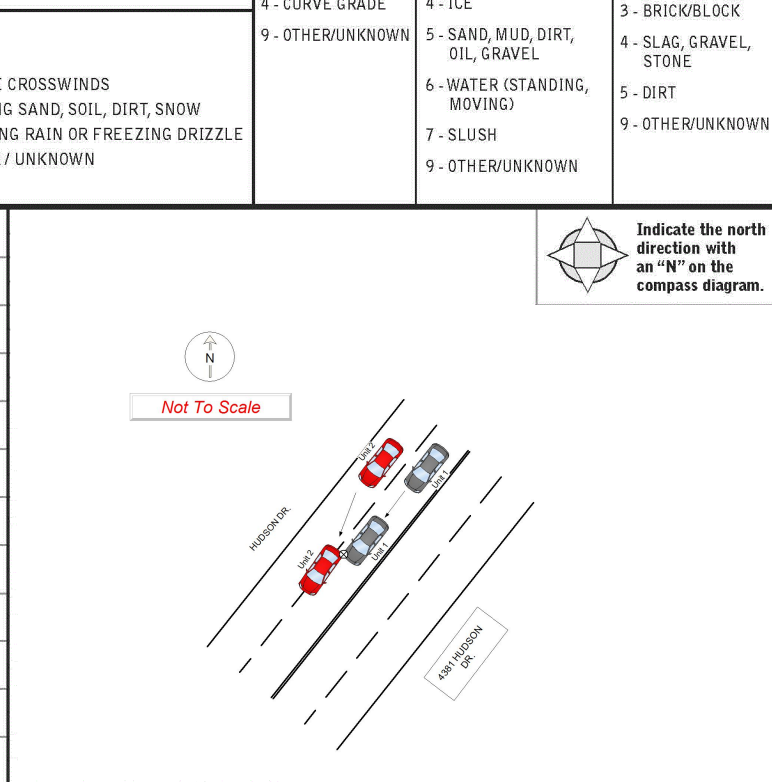 4 - CURVE GRADE
9 - OTHER/UNKNOWN
4 - ICE
5 - SAND, MUD, DIRT,
OIL, GRAVEL
6 - WATER (STANDING,
MOVING)
7 - SLUSH
9 - OTHER/UNKNOWN
3 - BRICK/BLOCK
4 - SLAG, GRAVEL,
STONE
5 - DIRT
9 - OTHER/UNKNOWN
CROSSWINDS
SAND, SOIL, DIRT, SNOW
RAIN OR FREEZING DRIZZLE
/ UNKNOWN
Indicate the north
direction with
an “N” on the
compass diagram.
N
Not To Scale
Unit 2
Unit 1
HUDSON DR.
Unit 2
Unit 1
4381 HUDSON
DR.